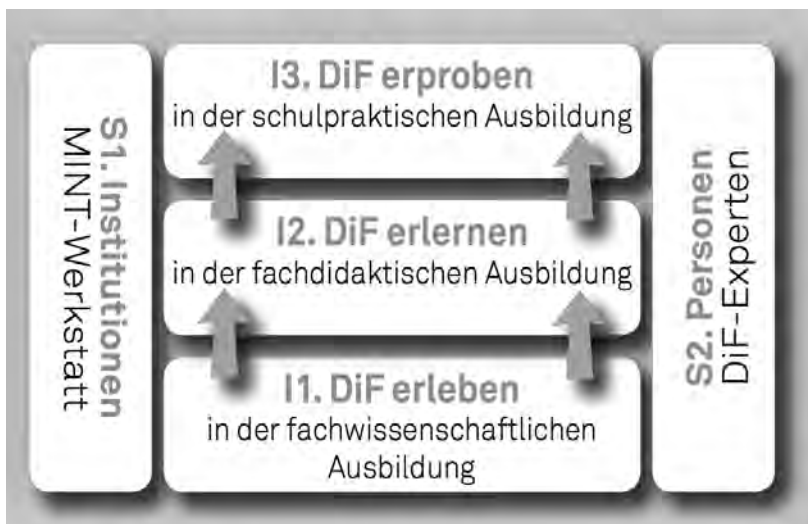 S1. Institutionen
MINT-Werkstatt
I3. DiF erproben
in der schulpraktischen Ausbildung
I2. DiF erlernen
in der fachdidaktischen Ausbildung
I1. DiF erleben
in der fachwissenschaftlichen
Ausbildung
S2. Personen
DiF-Experten